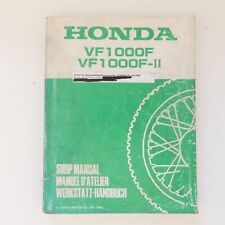 HONDA
VF1000F
VF1000F-II
SHOP MANUAL
MANUEL D'ATELIER
WERKSTATT-HANDBUCH